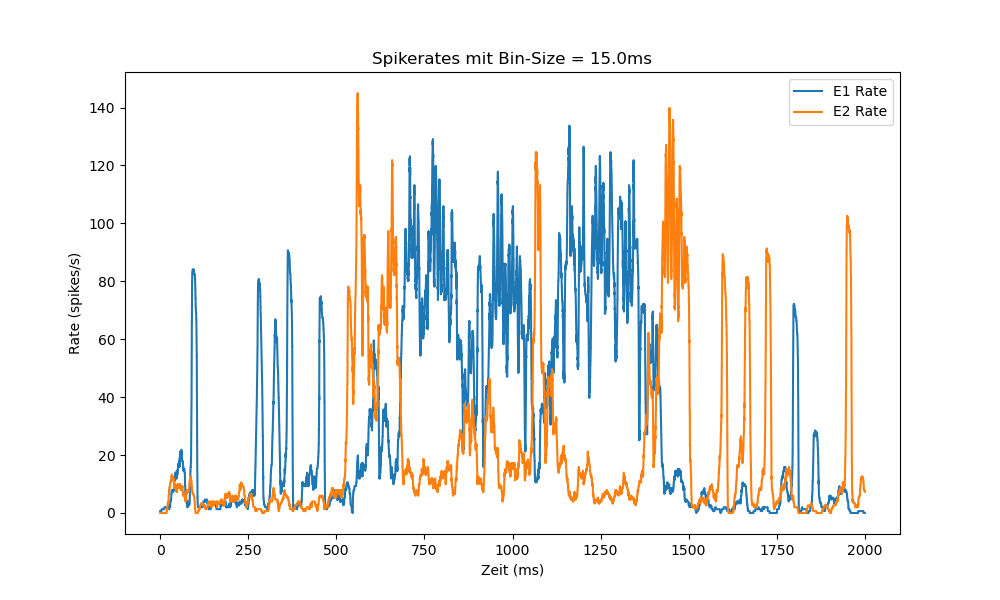 Spikerates mit Bin-Size = 15.0ms
E1 Rate
E2 Rate
140
120
100
80
60
40
20
0
Rate (spikes/s)
0 250 500 750 1000 1250 1500 1750 2000
Zeit (ms)